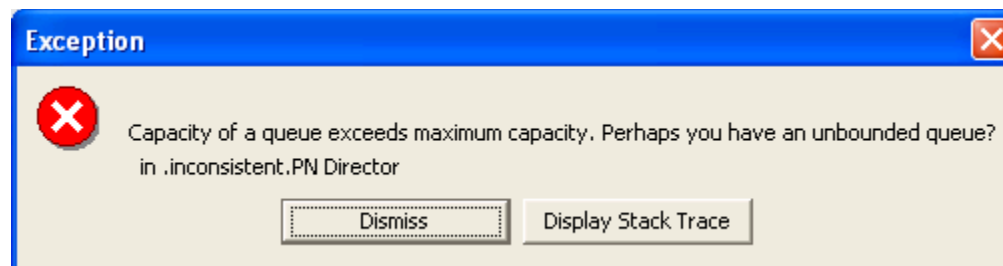 Exception
Capacity of a queue exceeds maximum capacity. Perhaps you have an unbounded queue?
in .inconsistent.PN Director
Dismiss Display Stack Trace